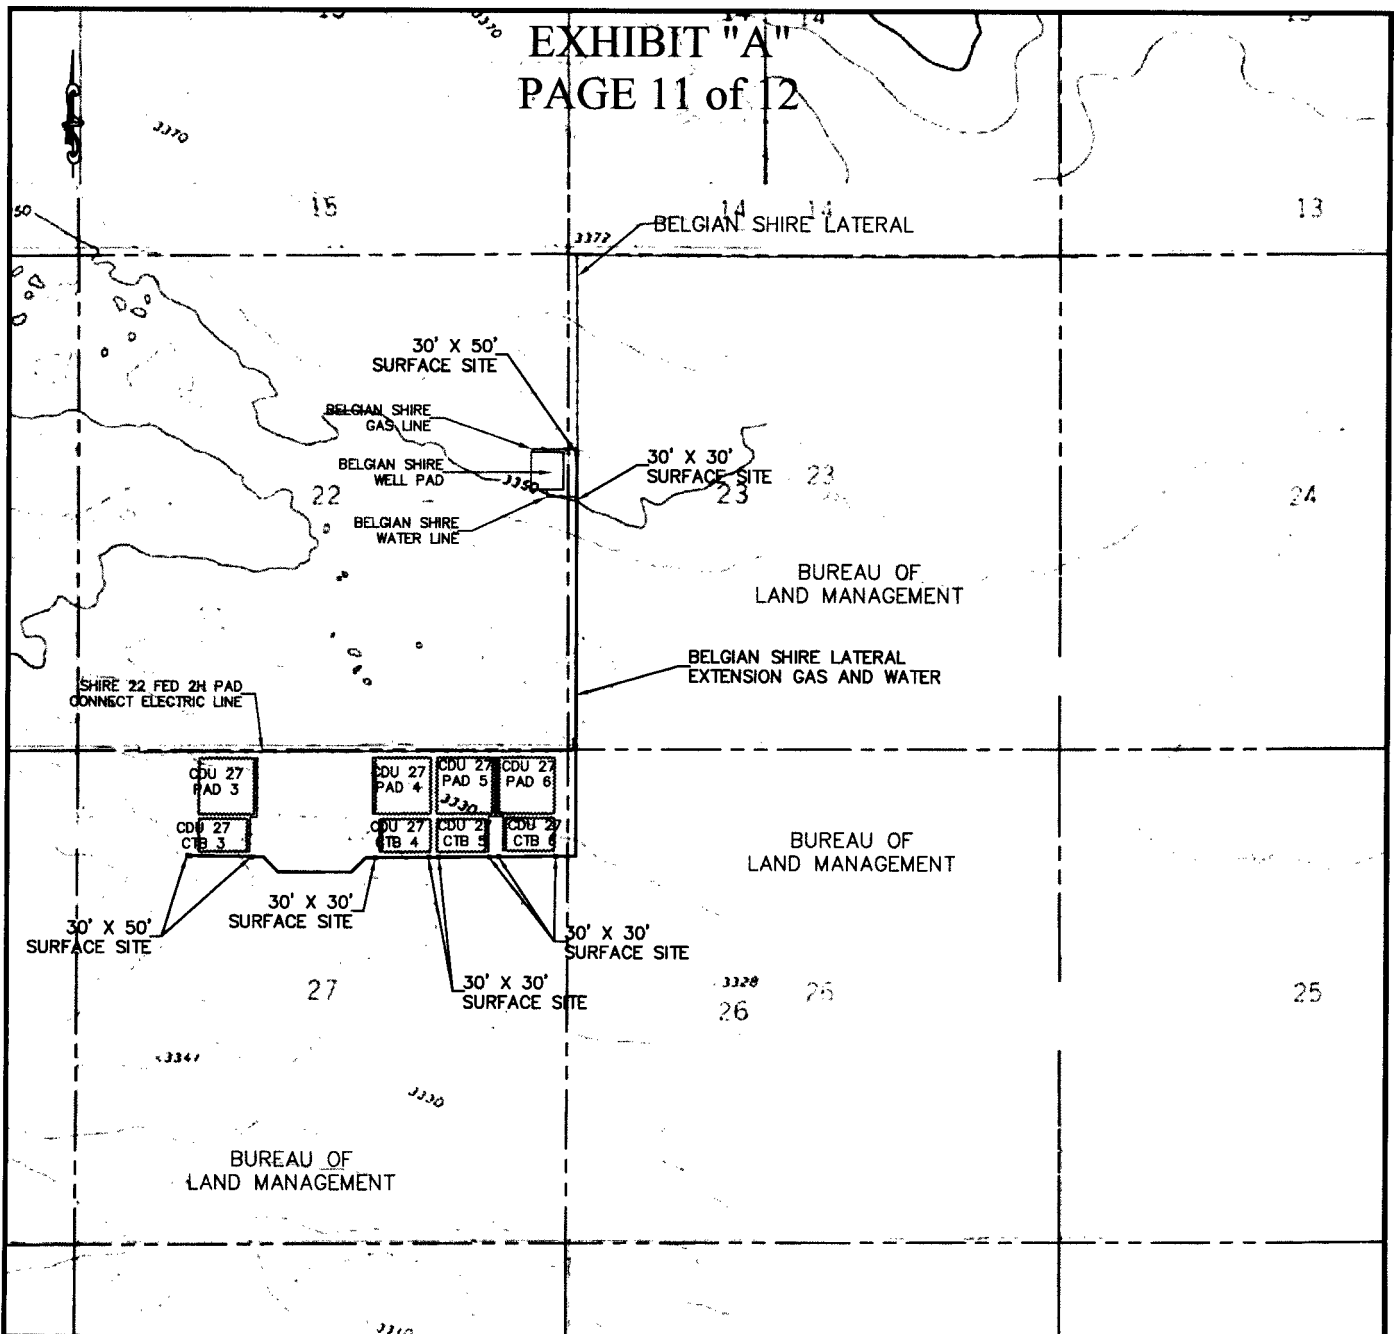 EXHIBIT "A"
PAGE 11 of 12
3370
14
14
3370
15
14
14
13
50
BELGIAN SHIRE LATERAL
3372
30' X 50'
SURFACE SITE
BELGIAN SHIRE
GAS LINE
BELGIAN SHIRE
WELL PAD
30' X 30'
SURFACE SITE
3350
22
23
23
24
BELGIAN SHIRE
WATER LINE
BUREAU OF
LAND MANAGEMENT
BELGIAN SHIRE LATERAL
EXTENSION GAS AND WATER
SHIRE 22 FED 2H PAD
CONNECT ELECTRIC LINE
CDU 27
PAD 3
CDU 27
PAD 4
CDU 27
PAD 5
CDU 27
PAD 6
3330
CDU 27
CTB 3
CDU 27
CTB 4
CDU 27
CTB 5
CDU 27
CTB 6
BUREAU OF
LAND MANAGEMENT
30' X 30'
SURFACE SITE
30' X 50'
SURFACE SITE
30' X 30'
SURFACE SITE
30' X 30'
SURFACE SITE
27
3328
26
26
25
3347
3330
BUREAU OF
LAND MANAGEMENT